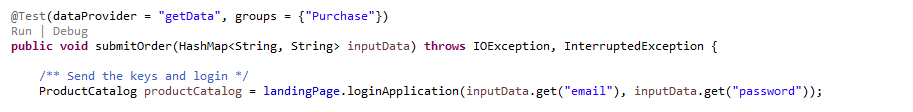 @Test(dataProvider = "getData", groups = {"Purchase"})
Run | Debug
public void submitOrder(HashMap<String, String> inputData) throws IOException, InterruptedException {
/** Send the keys and login */
ProductCatalog productCatalog = landingPage.loginApplication(inputData.get("email"), inputData.get("password"));